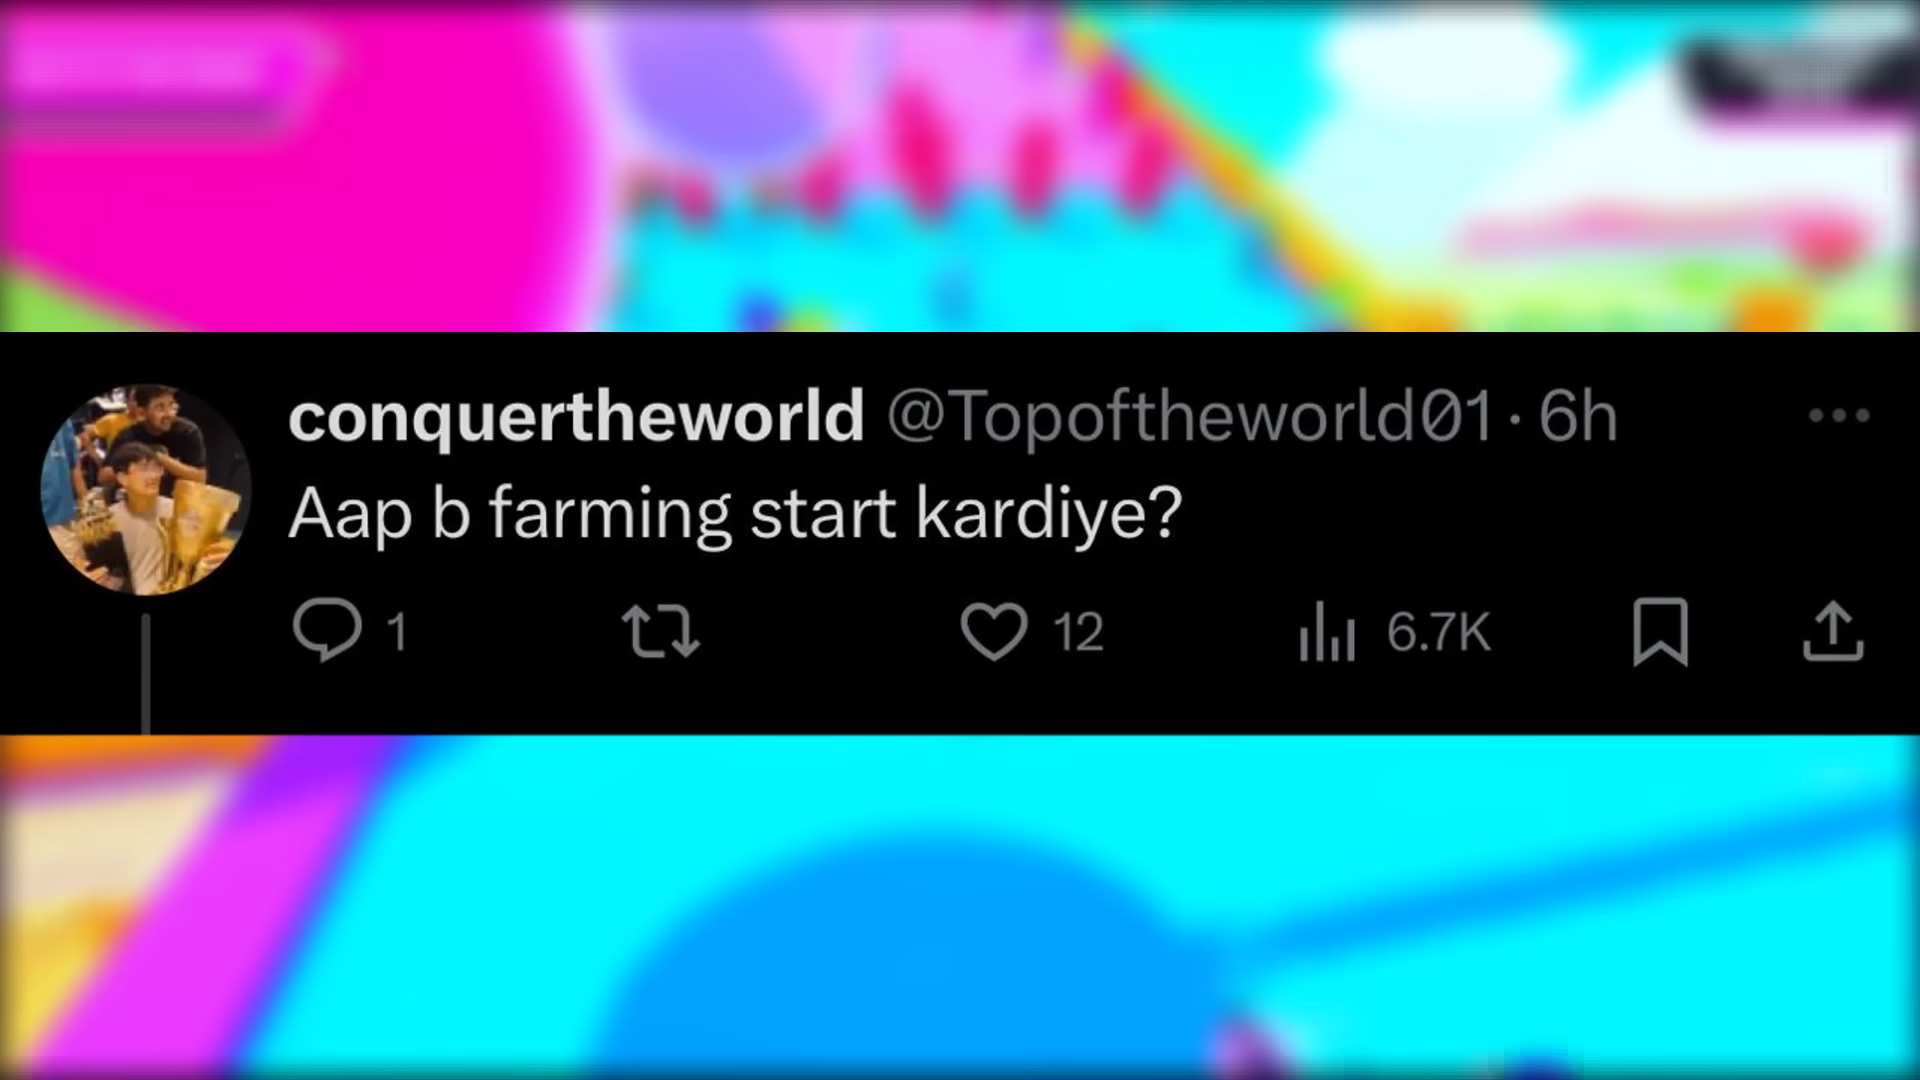 conquertheworld @Topoftheworld01 · 6h
Aap b farming start kardiye?
1 12 6.7K